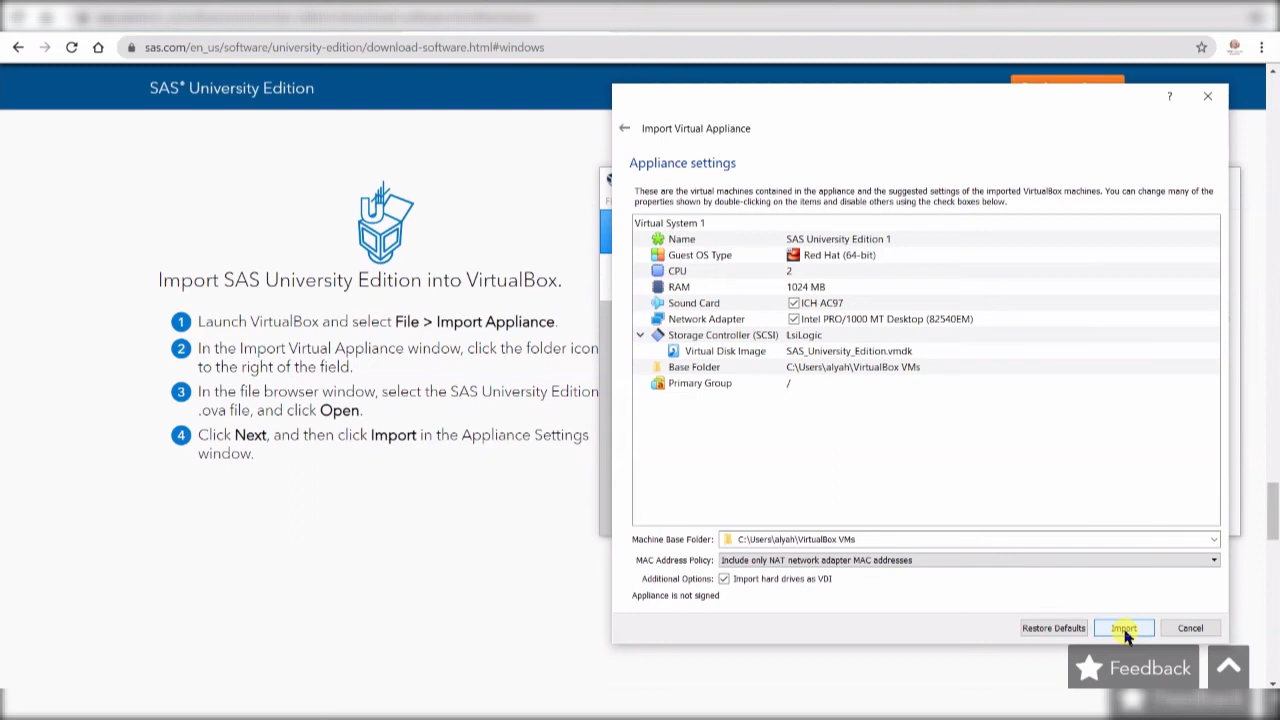 sas.com/en_us/software/university-edition/download-software.html#windows
SAS® University Edition
U
Import SAS University Edition into VirtualBox.
1 Launch VirtualBox and select File > Import Appliance.
2 In the Import Virtual Appliance window, click the folder icon
to the right of the field.
3 In the file browser window, select the SAS University Edition
.ova file, and click Open.
4 Click Next, and then click Import in the Appliance Settings
window.
?
Import Virtual Appliance
Appliance settings
These are the virtual machines contained in the appliance and the suggested settings of the imported VirtualBox machines. You can change many of the
properties shown by double-clicking on the items and disable others using the check boxes below.
Virtual System 1
Name SAS University Edition 1
Guest OS Type Red Hat (64-bit)
CPU 2
RAM 1024 MB
Sound Card ICH AC97
Network Adapter Intel PRO/1000 MT Desktop (82540EM)
Storage Controller (SCSI) LsiLogic
Virtual Disk Image SAS_University_Edition.vmdk
Base Folder C:\Users\alyah\VirtualBox VMs
Primary Group /
Machine Base Folder: C:\Users\alyah\VirtualBox VMs
MAC Address Policy: Include only NAT network adapter MAC addresses
Additional Options: Import hard drives as VDI
Appliance is not signed
Restore Defaults Import Cancel
Feedback